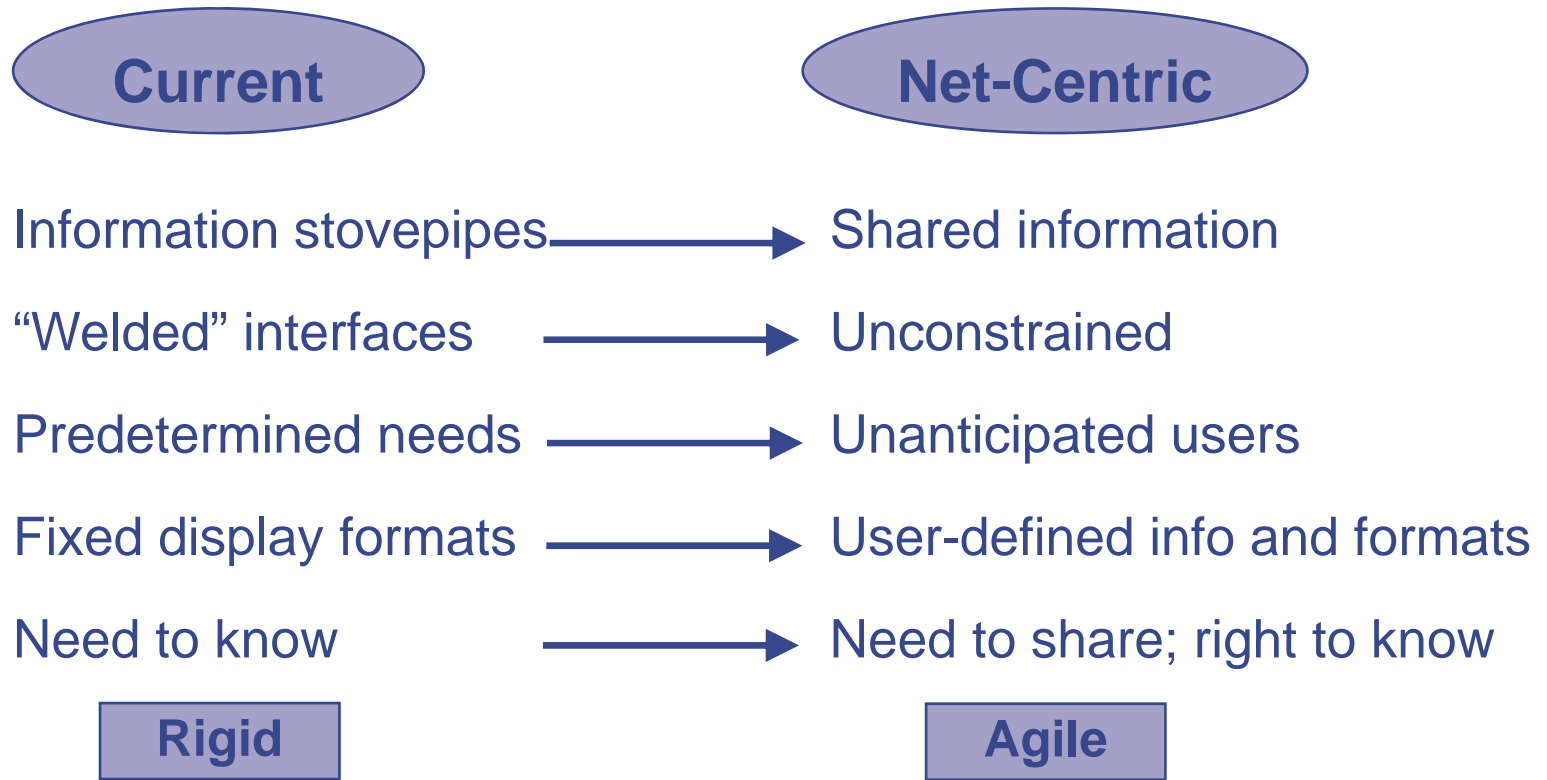 Current Net-Centric
Information stovepipes Shared information
“Welded” interfaces Unconstrained
Predetermined needs Unanticipated users
Fixed display formats User-defined info and formats
Need to know Need to share; right to know
Rigid Agile